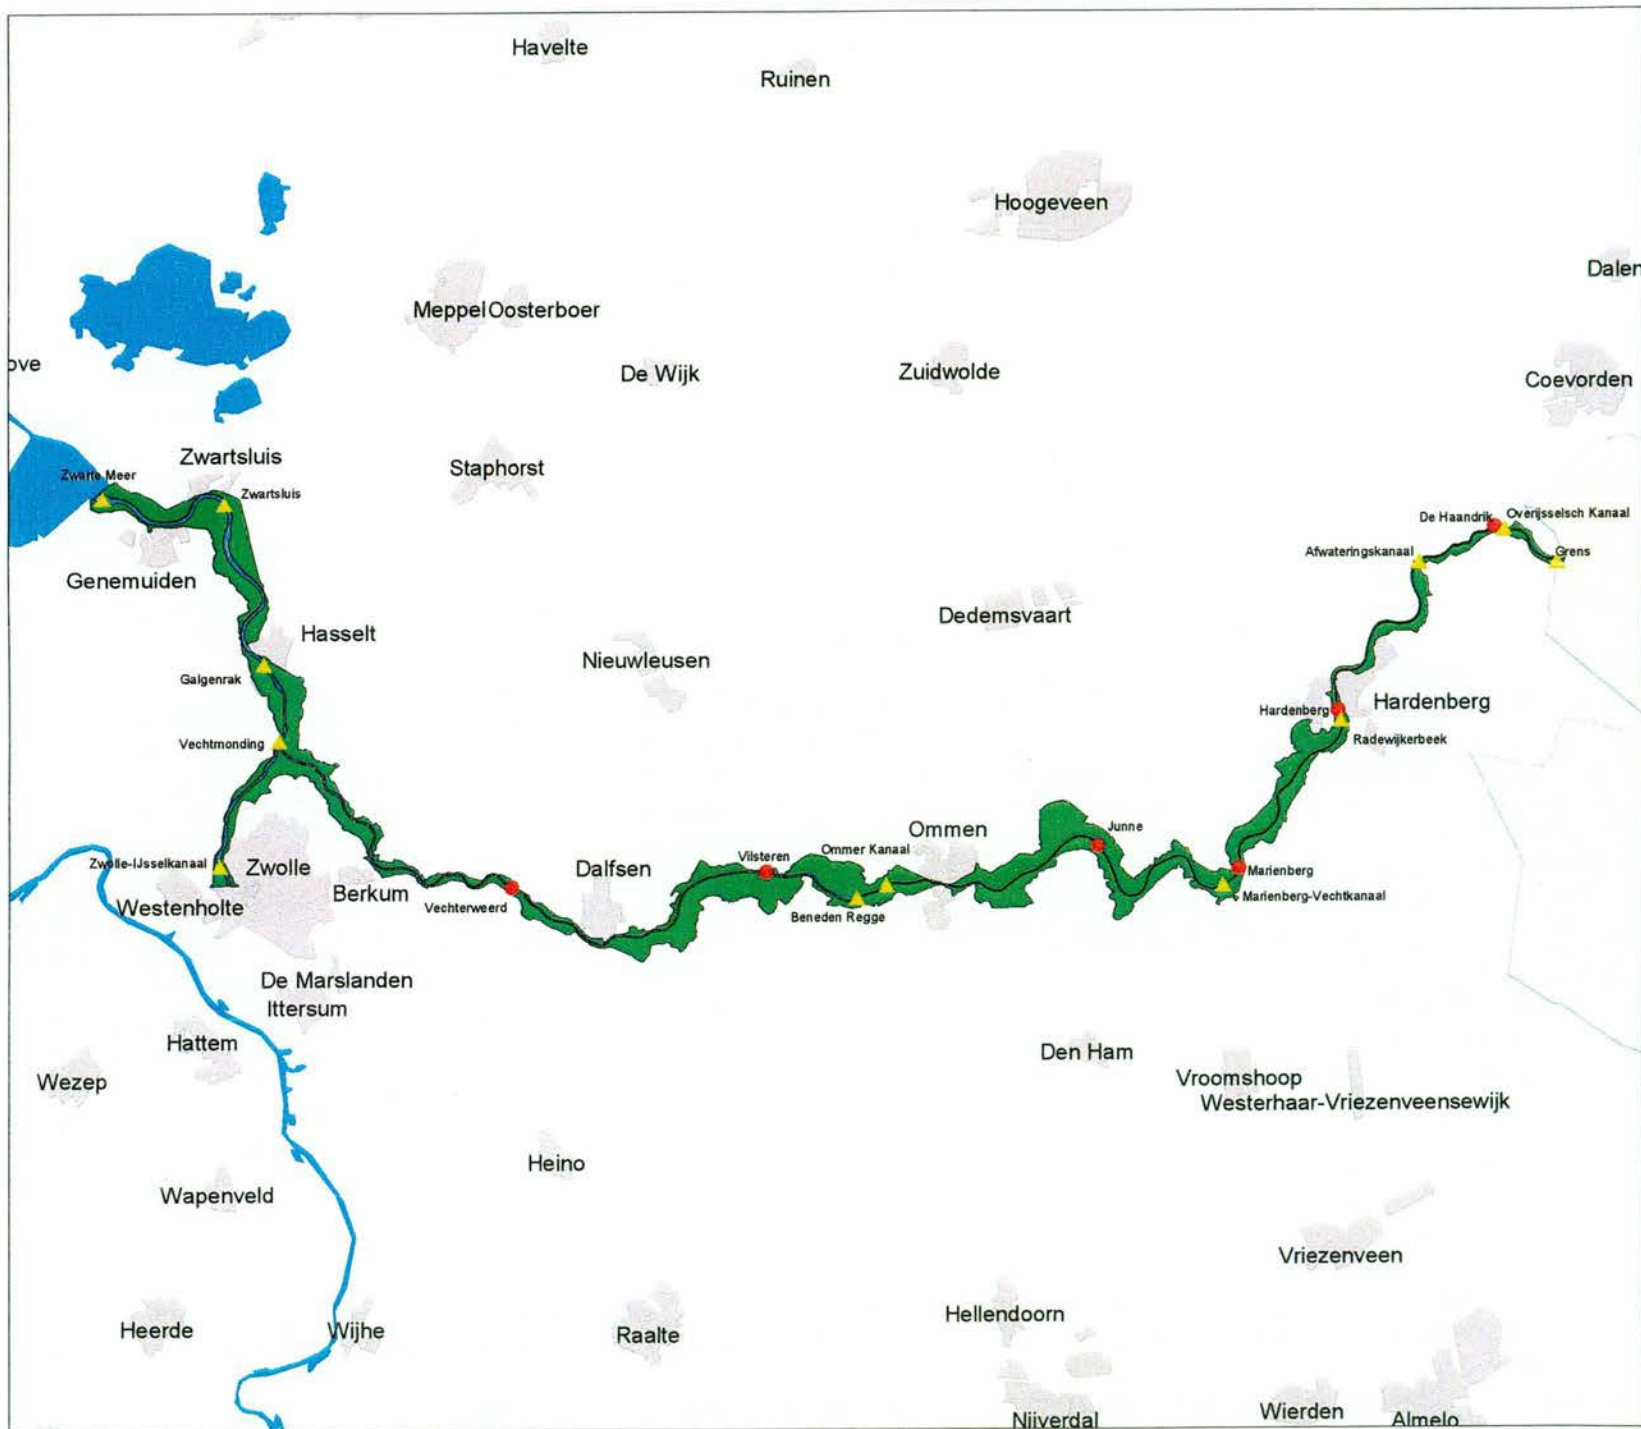 Havelte
Ruinen
Hoogeveen
Dalen
Meppel Oosterboer
ove
De Wijk
Zuidwolde
Coevorden
Zwartsluis
Staphorst
Zwarte Meer
Zwartsluis
De Haandrik
Overijsselsch Kanaal
Afwateringskanaal
Grens
Genemuiden
Dedemsvaart
Hasselt
Nieuwleusen
Galgenrak
Hardenberg
Hardenberg
Vechtmonding
Radewijkerbeek
Junne
Ommen
Vilsteren
Ommer Kanaal
Zwolle-IJsselkanaal
Zwolle
Dalfsen
Marienberg
Berkum
Marienberg-Vechtkanaal
Westenholte
Vechterweerd
Beneden Regge
De Marslanden
Ittersum
Hattem
Den Ham
Wezep
Vroomshoop
Westerhaar-Vriezenveensewijk
Heino
Wapenveld
Vriezenveen
Hellendoorn
Heerde
Wijhe
Raalte
Nijverdal
Wierden
Almelo